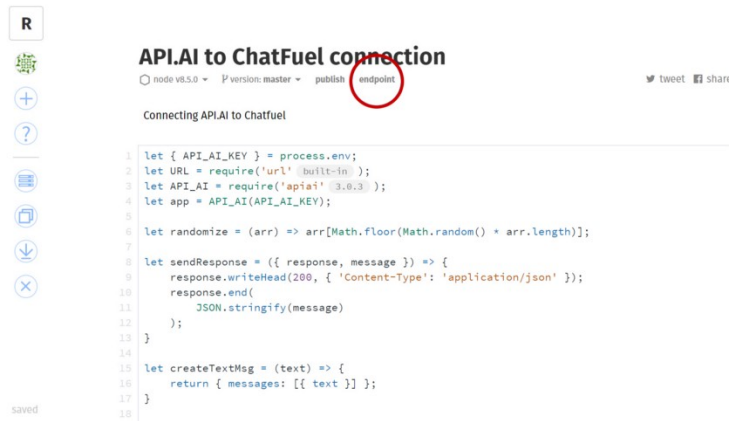 R
API.AI to ChatFuel connection
node v8.5.0 version: master publish endpoint
tweet share
Connecting API.AI to Chatfuel
?
1 let { API_AI_KEY } = process.env;
2 let URL = require('url' built-in );
3 let API_AI = require('apiai' 3.0.3 );
4 let app = API_AI(API_AI_KEY);
5
6 let randomize = (arr) => arr[Math.floor(Math.random() * arr.length)];
7
8 let sendResponse = ({ response, message }) => {
9 response.writeHead(200, { 'Content-Type': 'application/json' });
10 response.end(
11 JSON.stringify(message)
12 );
13 }
14
15 let createTextMsg = (text) => {
16 return { messages: [{ text }] };
17 }
18
saved